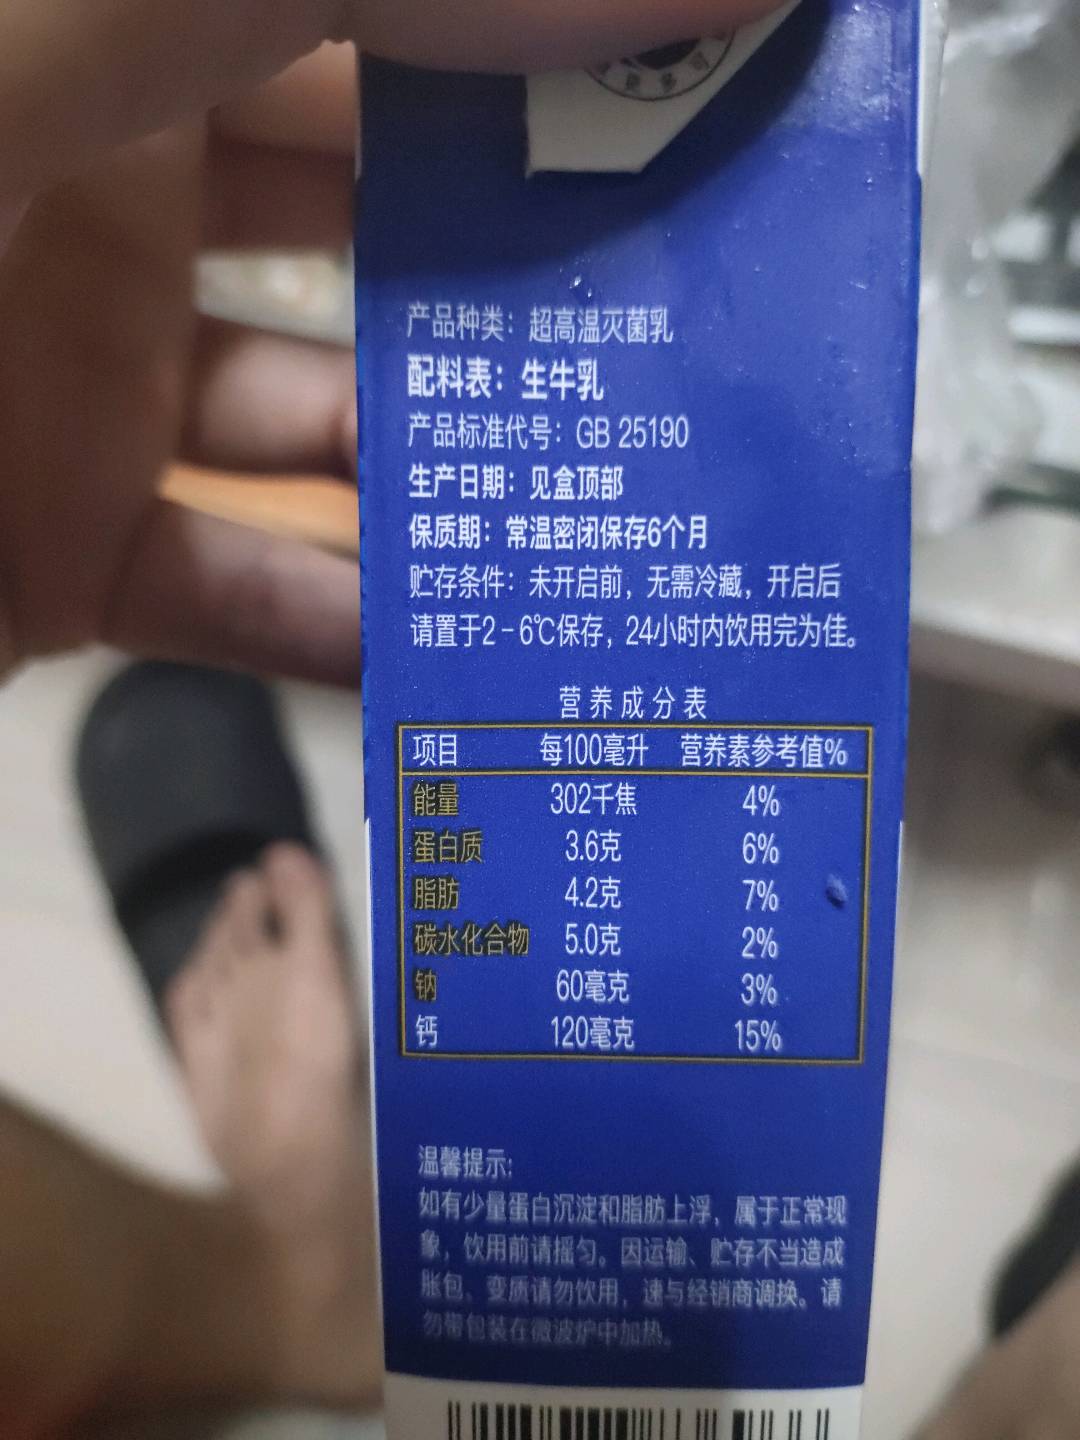 产品种类：超高温灭菌乳
配料表：生牛乳
产品标准代号：GB 25190
生产日期：见盒顶部
保质期：常温密闭保存6个月
贮存条件：未开启前，无需冷藏，开启后
请置于2-6℃保存，24小时内饮用完为佳。
营养成分表
项目 每100毫升 营养素参考值%
能量 302千焦 4%
蛋白质 3.6克 6%
脂肪 4.2克 7%
碳水化合物 5.0克 2%
钠 60毫克 3%
钙 120毫克 15%
温馨提示:
如有少量蛋白沉淀和脂肪上浮，属于正常现
象，饮用前请摇匀。因运输、贮存不当造成
胀包、变质请勿饮用，速与经销商调换。请
勿带包装在微波炉中加热。